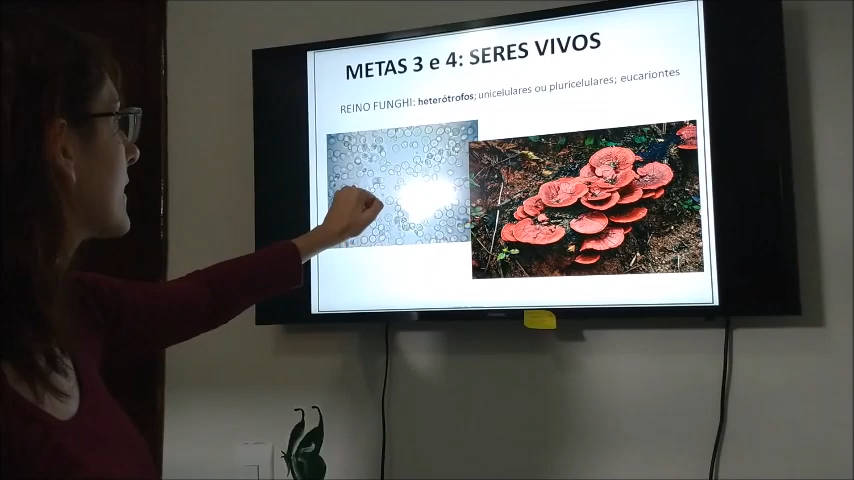 METAS 3 e 4: SERES VIVOS
REINO FUNGHI: heterótrofos; unicelulares ou pluricelulares; eucariontes